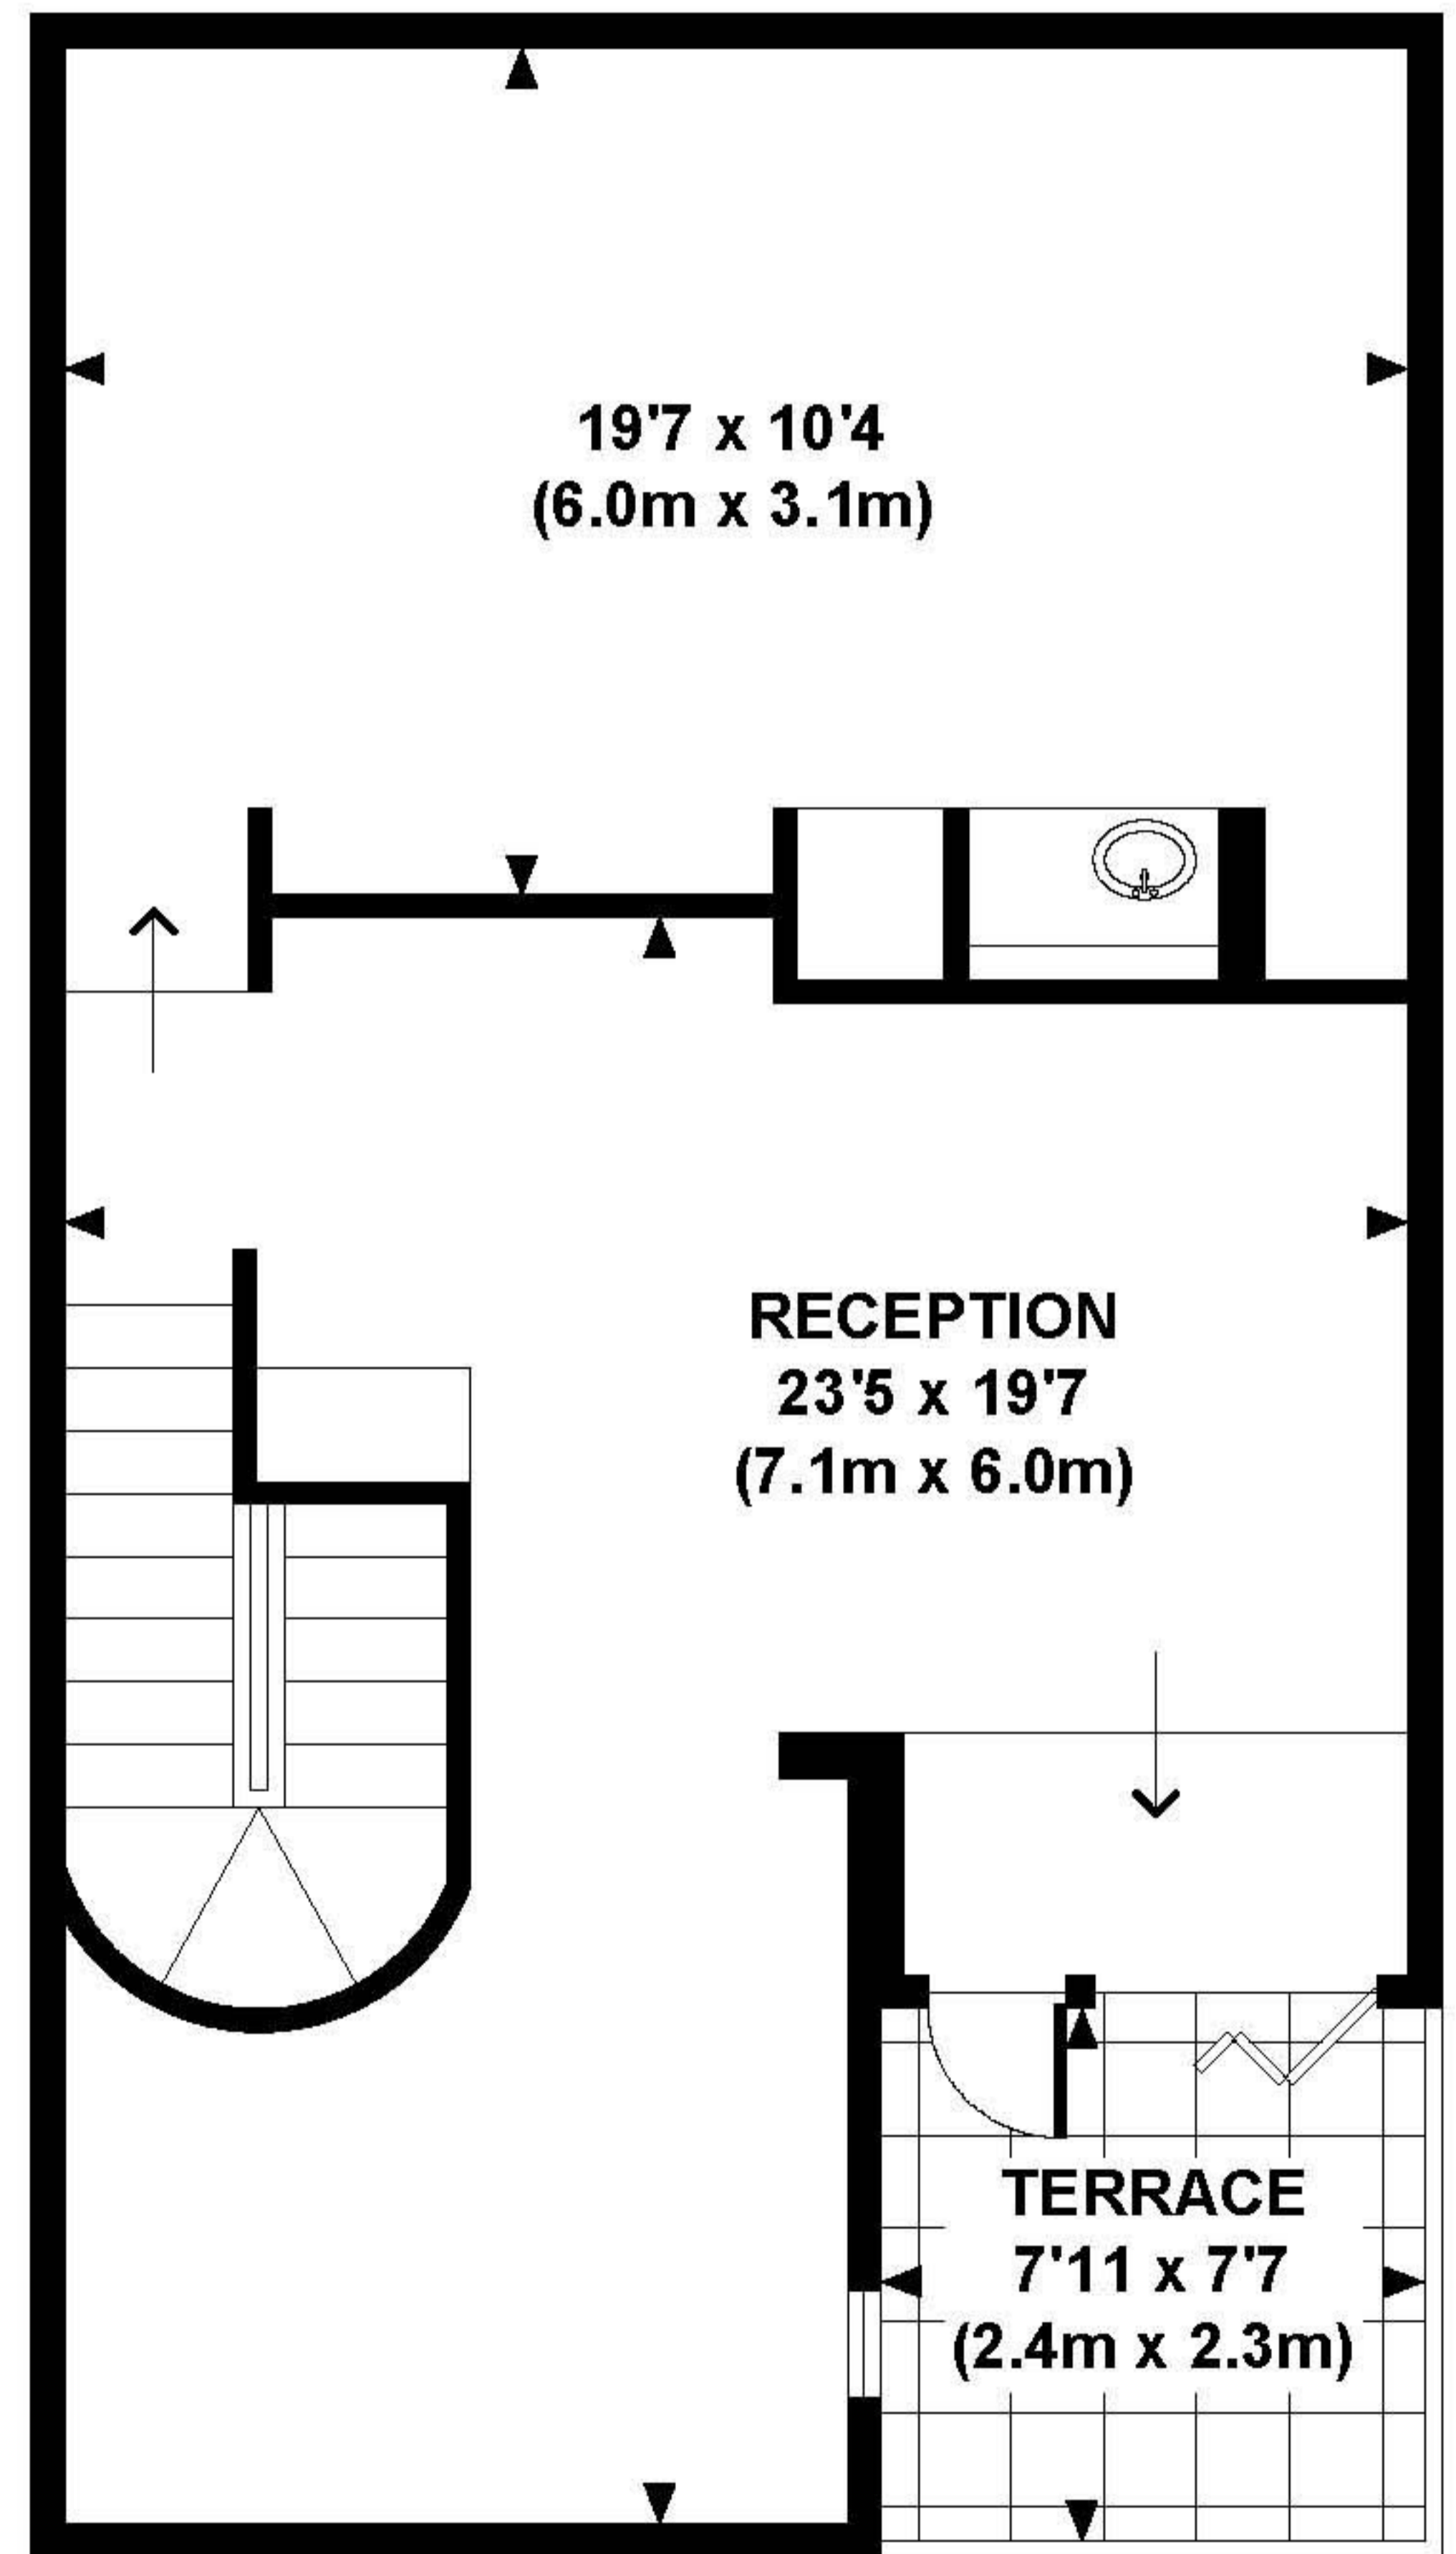 19'7 x 10'4
(6.0m x 3.1m)
RECEPTION
23'5 x 19'7
(7.1m x 6.0m)
TERRACE
7'11 x 7'7
(2.4m x 2.3m)